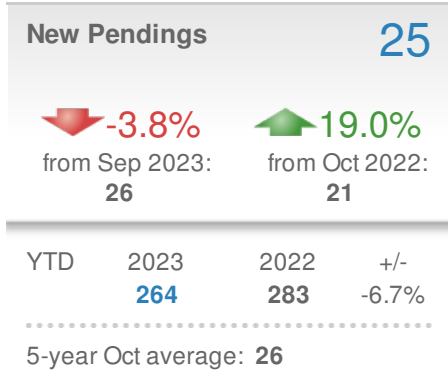 New Pendings 25
-3.8% 19.0%
from Sep 2023: from Oct 2022:
26 21
YTD 2023 2022 +/-
264 283 -6.7%
5-year Oct average: 26